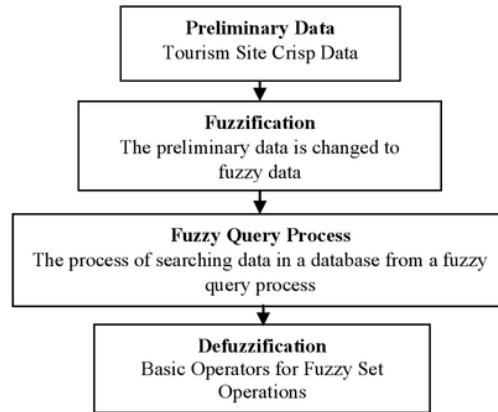 Preliminary Data
Tourism Site Crisp Data
Fuzzification
The preliminary data is changed to
fuzzy data
Fuzzy Query Process
The process of searching data in a database from a fuzzy
query process
Defuzzification
Basic Operators for Fuzzy Set
Operations